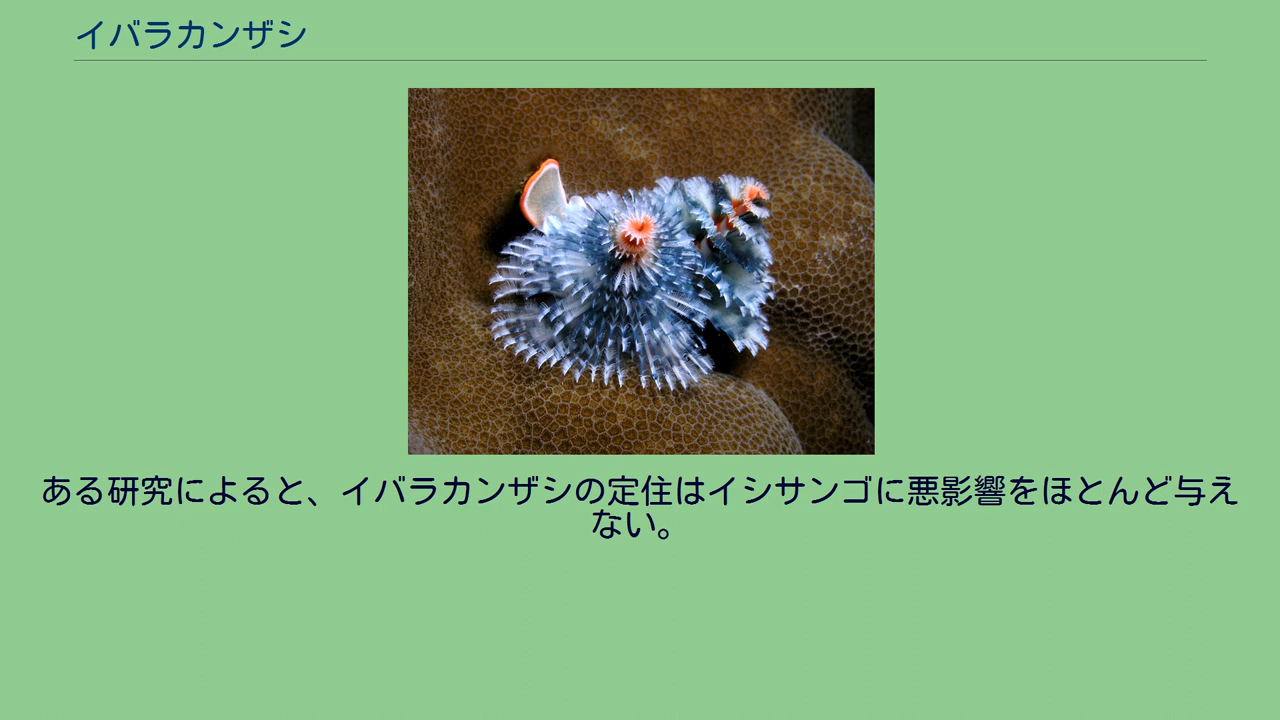 イバラカンザシ
ある研究によると、イバラカンザシの定住はイシサンゴに悪影響をほとんど与え
ない。